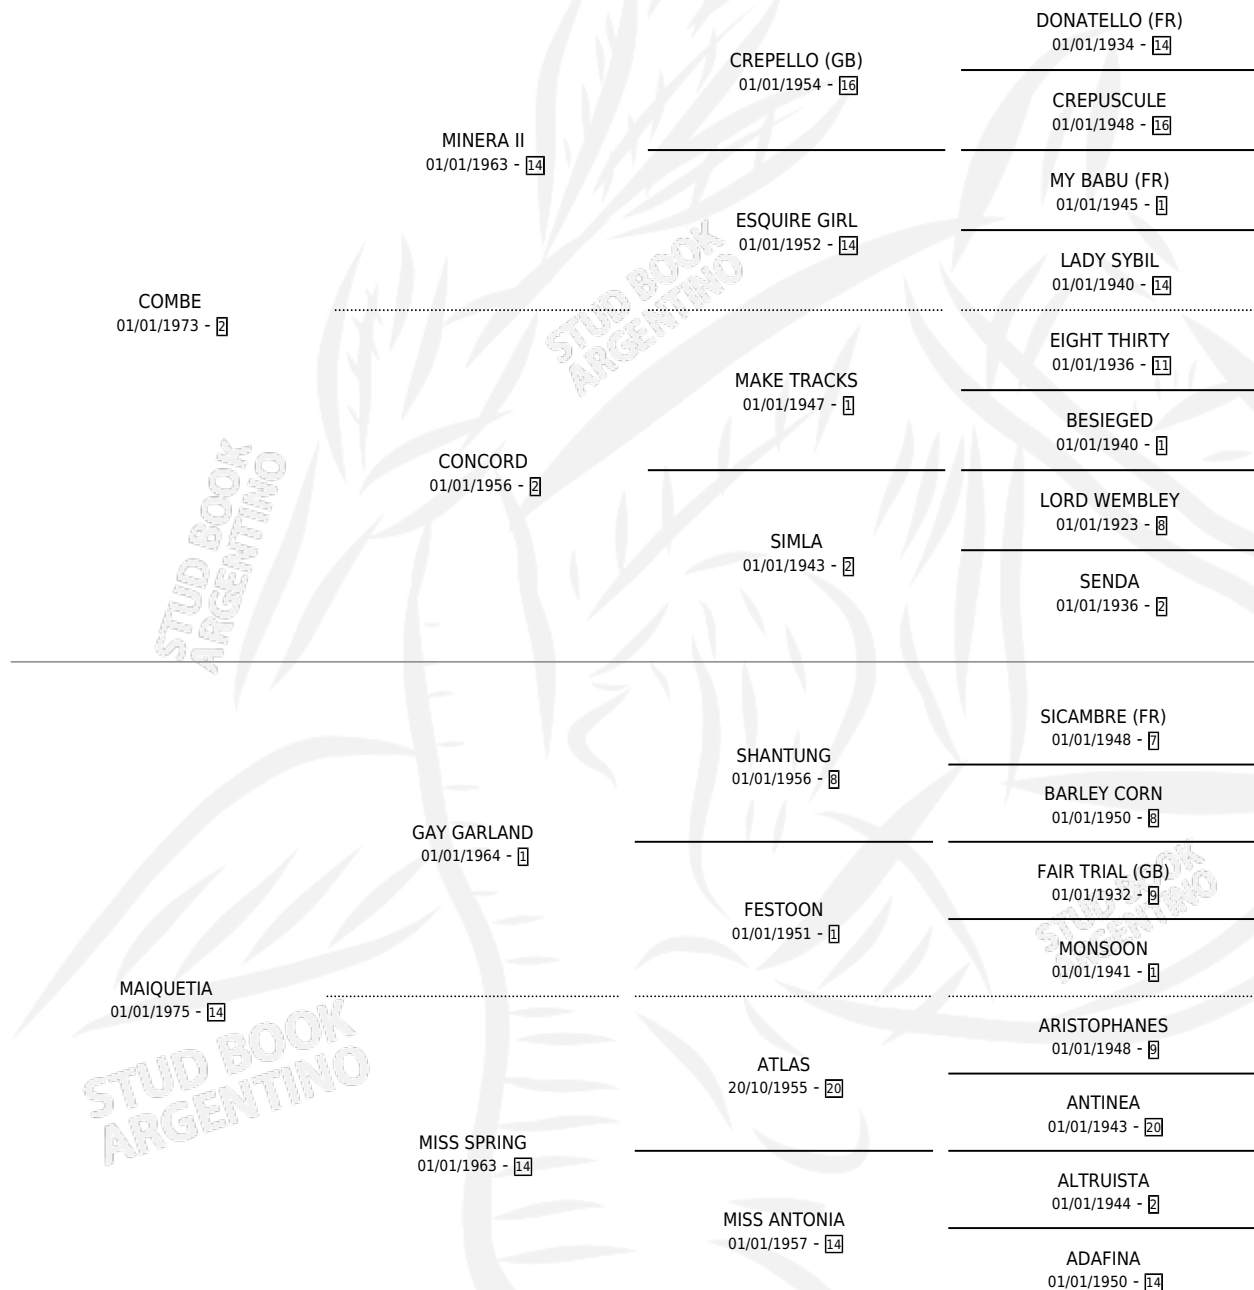 DONATELLO (FR)
01/01/1934 - 14
CREPELLO (GB)
01/01/1954 - 16
CREPUSCULE
01/01/1948 - 16
MINERA II
01/01/1963 - 14
MY BABU (FR)
01/01/1945 - 1
ESQUIRE GIRL
01/01/1952 - 14
LADY SYBIL
01/01/1940 - 14
COMBE
01/01/1973 - 2
EIGHT THIRTY
01/01/1936 - 11
MAKE TRACKS
01/01/1947 - 1
BESIEGED
01/01/1940 - 1
CONCORD
01/01/1956 - 2
LORD WEMBLEY
01/01/1923 - 8
SIMLA
01/01/1943 - 2
SENDA
01/01/1936 - 2
SICAMBRE (FR)
01/01/1948 - 7
SHANTUNG
01/01/1956 - 8
BARLEY CORN
01/01/1950 - 8
GAY GARLAND
01/01/1964 - 1
FAIR TRIAL (GB)
01/01/1932 - 9
FESTOON
01/01/1951 - 1
MONSOON
01/01/1941 - 1
MAIQUETIA
01/01/1975 - 14
ARISTOPHANES
01/01/1948 - 9
ATLAS
20/10/1955 - 20
ANTINEA
01/01/1943 - 20
MISS SPRING
01/01/1963 - 14
ALTRUISTA
01/01/1944 - 2
MISS ANTONIA
01/01/1957 - 14
ADAFINA
01/01/1950 - 14
STUD BOOK
ARGENTINO
STUD BOOK
ARGENTINO
STUD BOOK
ARGENTINO
STUD BOOK
ARGENTINO